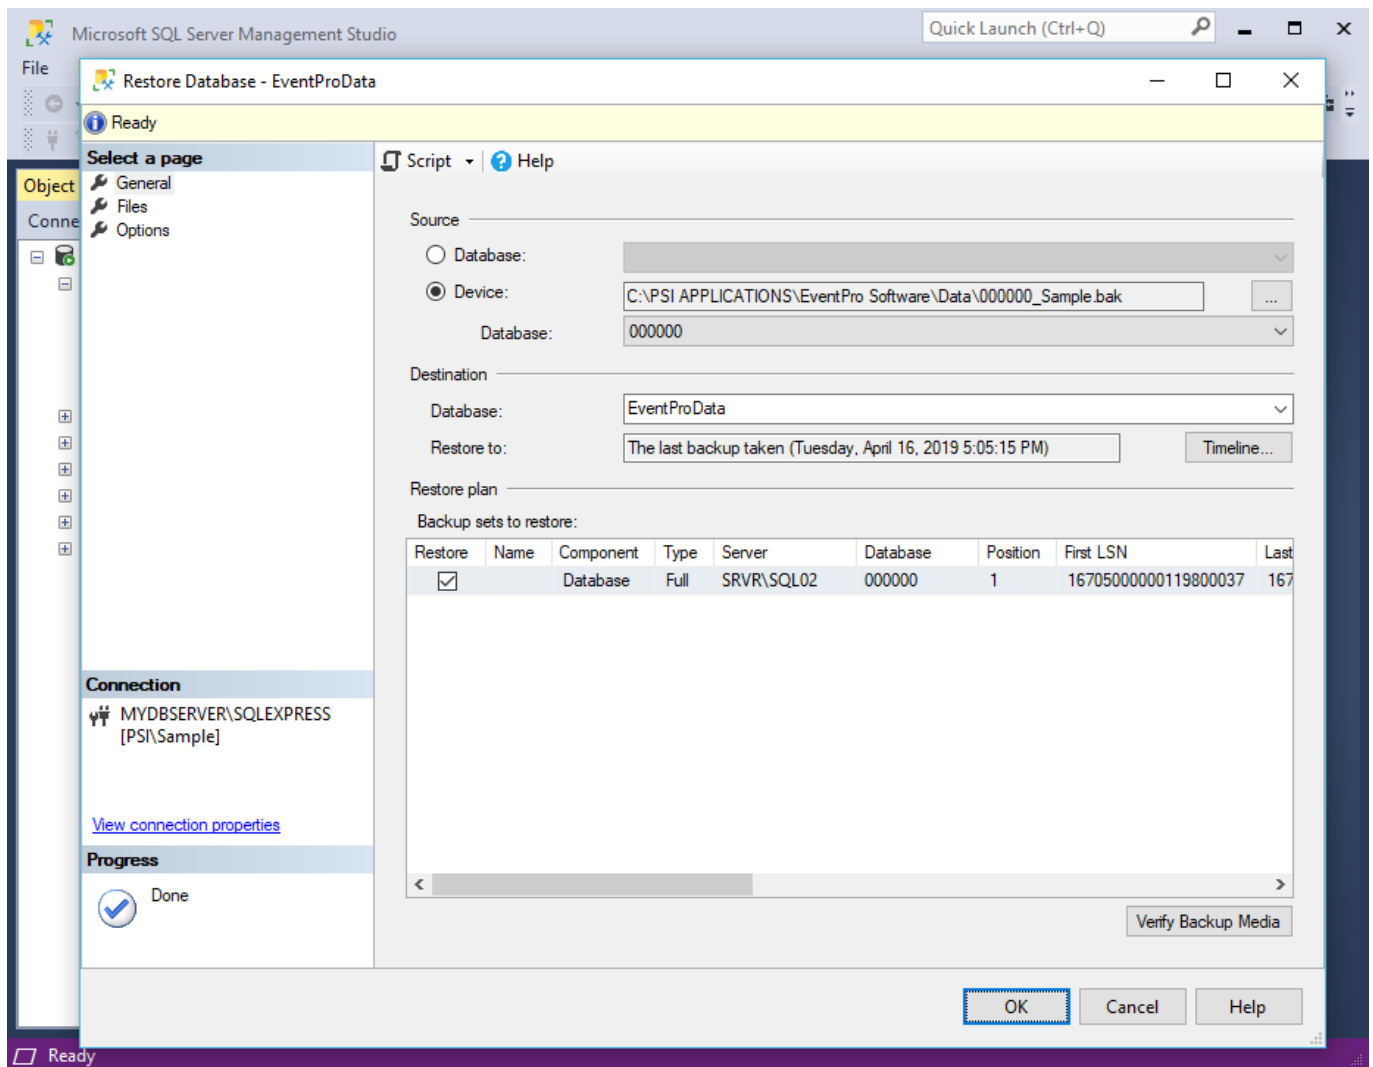 Microsoft SQL Server Management Studio
Quick Launch (Ctrl+Q)
File
Restore Database - EventProData
Ready
Select a page
General
Files
Options
Object
Conne
Script
Help
Source
Database:
Device:
C:\PSI APPLICATIONS\EventPro Software\Data\000000_Sample.bak
...
Database:
000000
Destination
Database:
EventProData
Restore to:
The last backup taken (Tuesday, April 16, 2019 5:05:15 PM)
Timeline...
Restore plan
Backup sets to restore:
Restore Name Component Type Server Database Position First LSN Last
Database Full SRVR\SQL02 000000 1 16705000000119800037 167
Connection
MYDBSERVER\SQLEXPRESS
[PSI\Sample]
View connection properties
Progress
Done
Verify Backup Media
OK
Cancel
Help
Ready